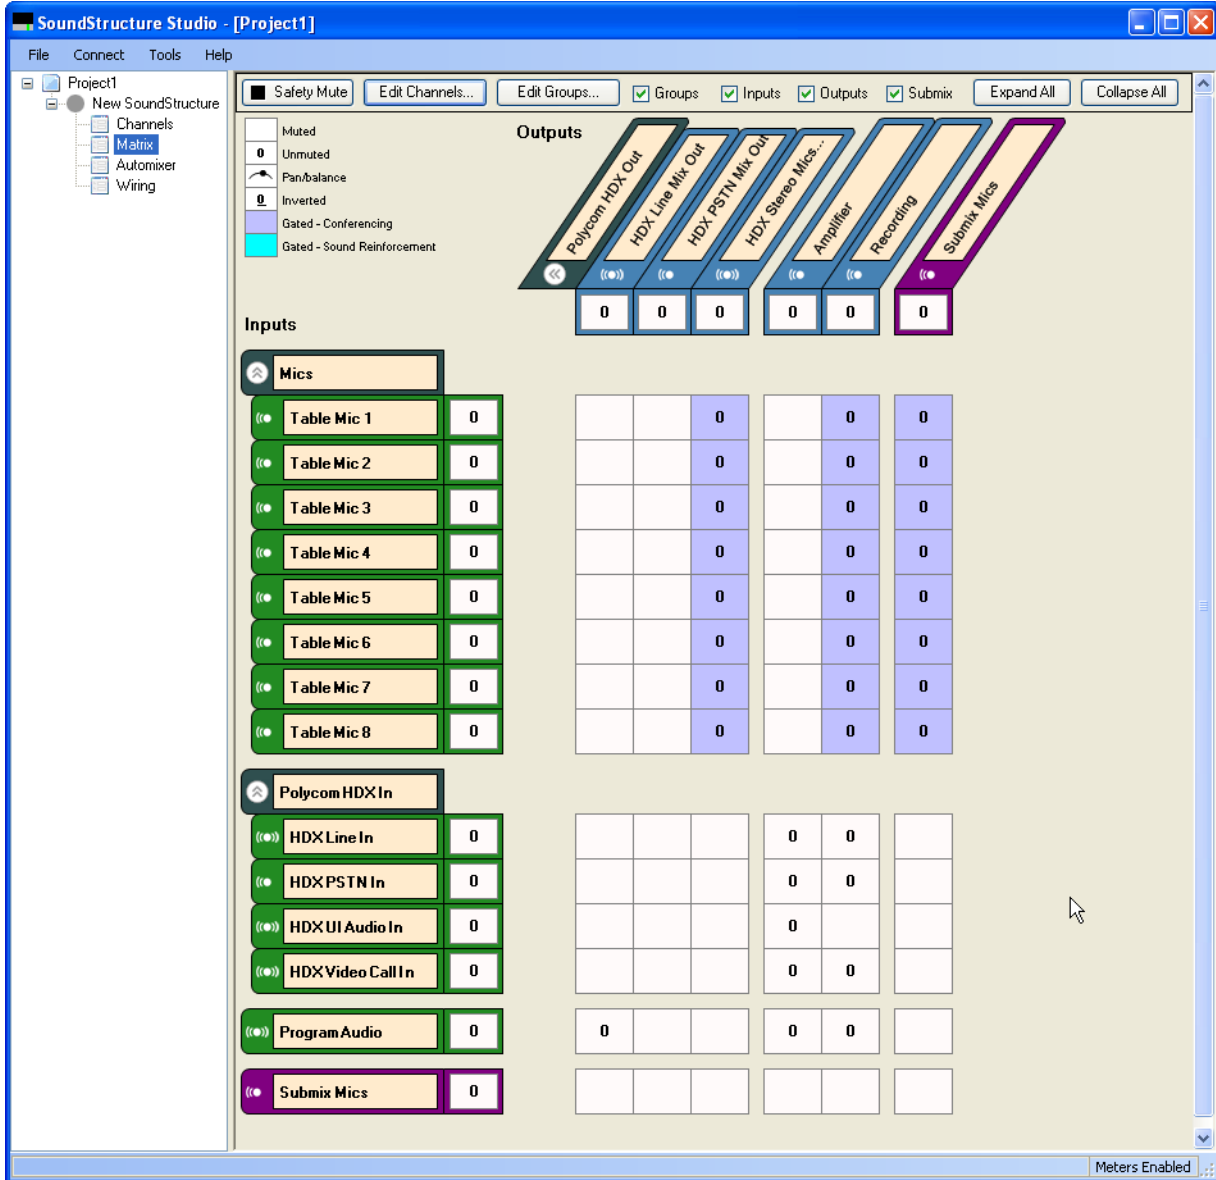 SoundStructure Studio - [Project1]
File Connect Tools Help
Project1
New SoundStructure
Channels
Matrix
Automixer
Wiring
Safety Mute Edit Channels... Edit Groups... Groups Inputs Outputs Submix Expand All Collapse All
Muted
0 Unmuted
Pan/balance
0 Inverted
Gated - Conferencing
Gated - Sound Reinforcement
Outputs
Polycom HDX Out
HDX Line Mix Out
HDX PSTN Mix Out
HDX Stereo Mics...
Amplifier
Recording
Submix Mics
0 0 0 0 0 0
Inputs
Mics
Table Mic 1 0 0 0 0
Table Mic 2 0 0 0 0
Table Mic 3 0 0 0 0
Table Mic 4 0 0 0 0
Table Mic 5 0 0 0 0
Table Mic 6 0 0 0 0
Table Mic 7 0 0 0 0
Table Mic 8 0 0 0 0
Polycom HDX In
HDX Line In 0 0 0
HDX PSTN In 0 0 0
HDX UI Audio In 0 0
HDX Video Call In 0 0 0
Program Audio 0 0 0 0
Submix Mics 0
Meters Enabled